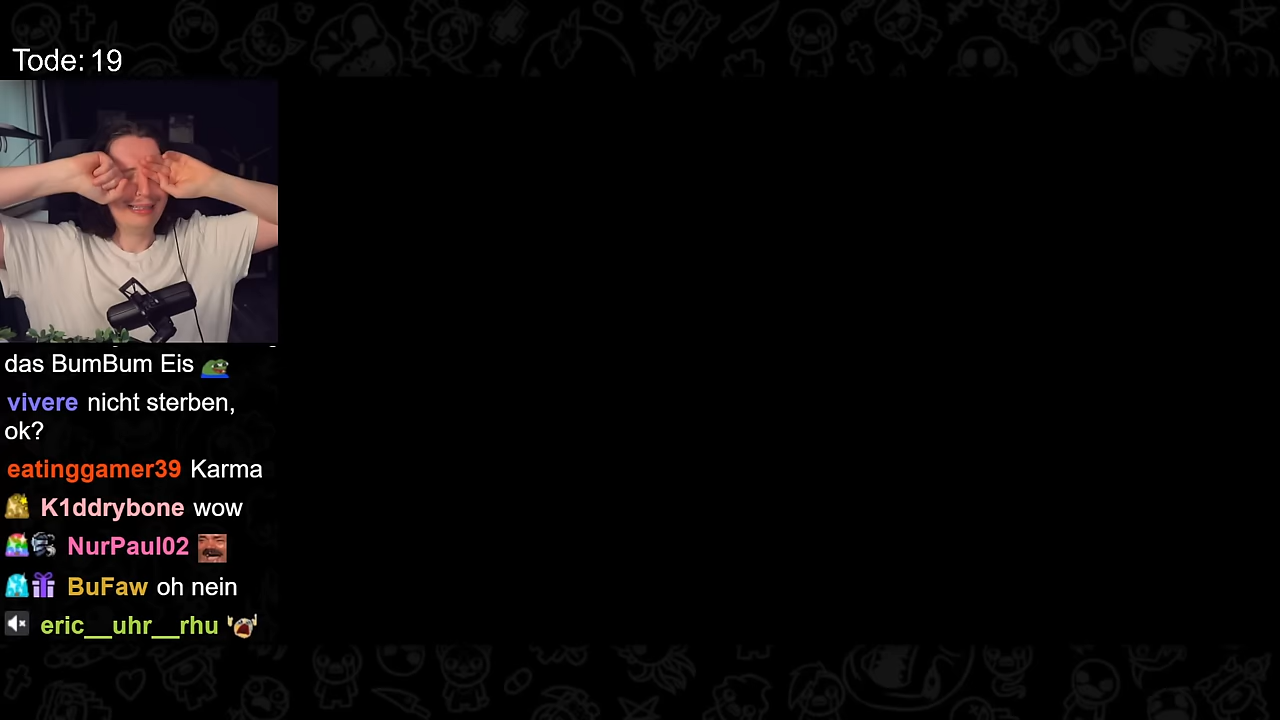 Tode: 19
das BumBum Eis
vivere nicht sterben,
ok?
eatinggamer39 Karma
K1ddrybone wow
NurPaul02
BuFaw oh nein
eric__uhr__rhu